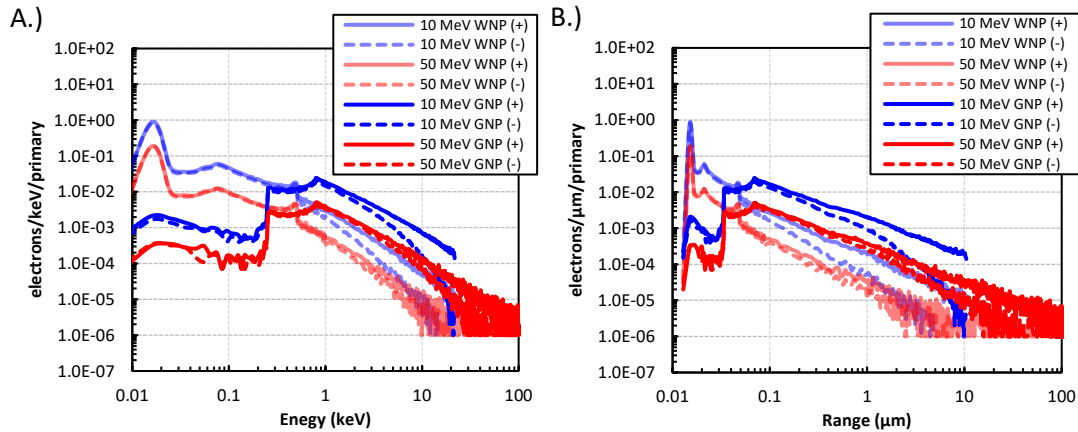 A.)
10 MeV WNP (+)
10 MeV WNP (-)
50 MeV WNP (+)
50 MeV WNP (-)
10 MeV GNP (+)
10 MeV GNP (-)
50 MeV GNP (+)
50 MeV GNP (-)
electrons/keV/primary
1.0E+02
1.0E+01
1.0E+00
1.0E-01
1.0E-02
1.0E-03
1.0E-04
1.0E-05
1.0E-06
1.0E-07
0.01 0.1 1 10 100
Enegy (keV)
B.)
10 MeV WNP (+)
10 MeV WNP (-)
50 MeV WNP (+)
50 MeV WNP (-)
10 MeV GNP (+)
10 MeV GNP (-)
50 MeV GNP (+)
50 MeV GNP (-)
electrons/μm/primary
1.0E+02
1.0E+01
1.0E+00
1.0E-01
1.0E-02
1.0E-03
1.0E-04
1.0E-05
1.0E-06
1.0E-07
0.01 0.1 1 10 100
Range (μm)